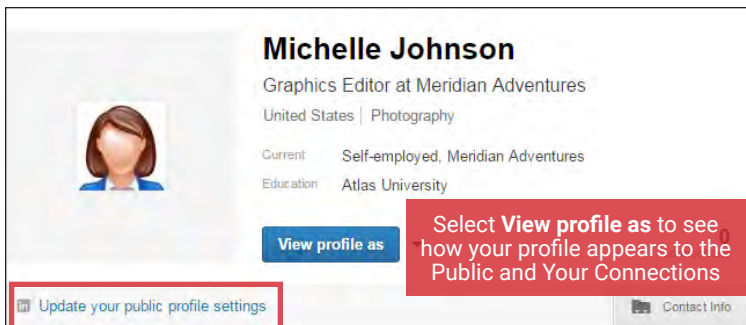 Michelle Johnson
Graphics Editor at Meridian Adventures
United States | Photography
Current Self-employed, Meridian Adventures
Education Atlas University
View profile as
Select View profile as to see
how your profile appears to the
Public and Your Connections
0
in Update your public profile settings
Contact Info